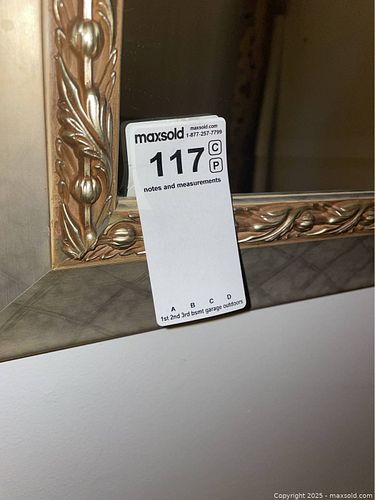 maxsold maxsold.com
1-877-257-7799
117 C
P
notes and measurements
A B C D
1st 2nd 3rd bsmt garage outdoors
Copyright 2025 - maxsold.com